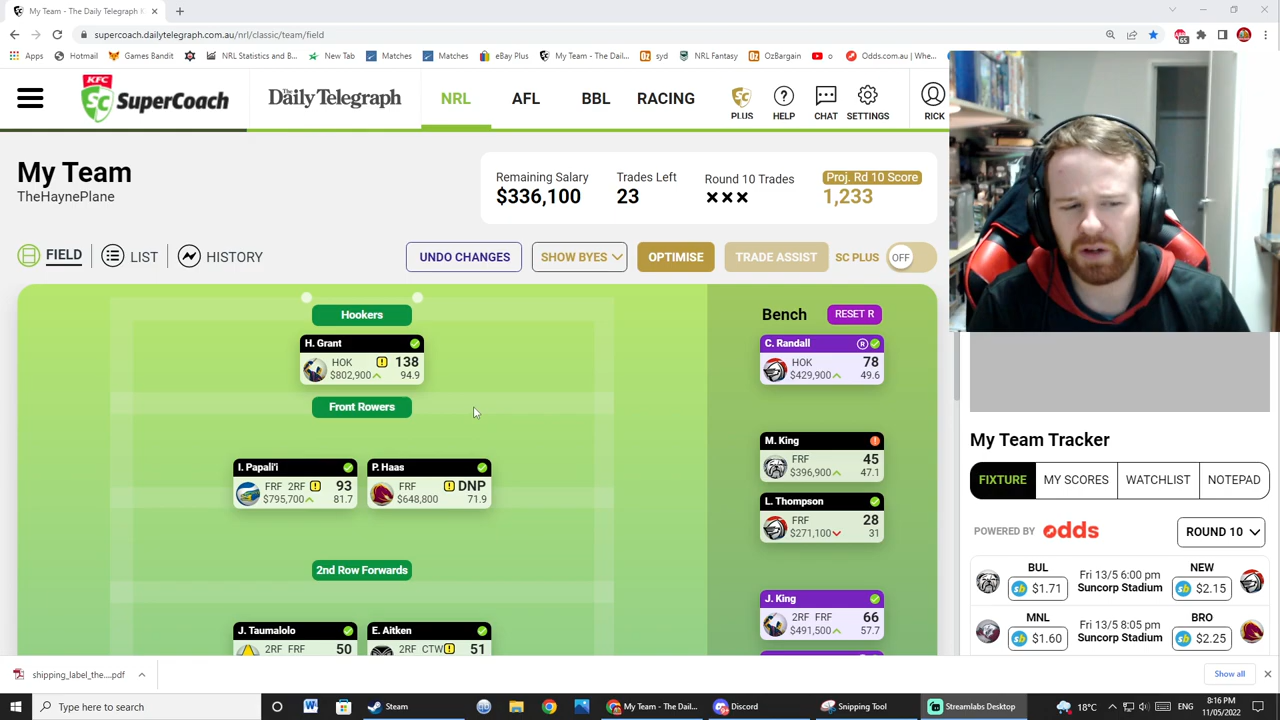 My Team - The Daily Telegraph
supercoach.dailytelegraph.com.au/nrl/classic/team/field
65
Apps
Hotmail
Games Bandit
NRL Statistics and B...
New Tab
Matches
Matches
eBay Plus
My Team - The Dail...
syd
NRL Fantasy
OzBargain
o
Odds.com.au | Whe...
KFC
SC SuperCoach
The Daily Telegraph
NRL
AFL
BBL
RACING
PLUS
HELP
CHAT
SETTINGS
RICK
My Team
TheHaynePlane
Remaining Salary
$336,100
Trades Left
23
Round 10 Trades
Proj. Rd 10 Score
1,233
FIELD
LIST
HISTORY
UNDO CHANGES
SHOW BYES
OPTIMISE
TRADE ASSIST
SC PLUS
OFF
Hookers
H. Grant
HOK 138
$802,900 94.9
Front Rowers
I. Papali'i
FRF 2RF 93
$795,700 81.7
P. Haas
FRF DNP
$648,800 71.9
2nd Row Forwards
J. Taumalolo
2RF FRF 50
E. Aitken
2RF CTW 51
Bench
RESET R
C. Randall R
HOK 78
$429,900 49.6
M. King
FRF 45
$396,900 47.1
L. Thompson
FRF 28
$271,100 31
J. King
2RF FRF 66
$491,500 57.7
My Team Tracker
FIXTURE
MY SCORES
WATCHLIST
NOTEPAD
POWERED BY odds
ROUND 10
BUL
sb $1.71
Fri 13/5 6:00 pm
Suncorp Stadium
NEW
sb $2.15
MNL
sb $1.60
Fri 13/5 8:05 pm
Suncorp Stadium
BRO
sb $2.25
shipping_label_the....pdf
Show all
Type here to search
Steam
My Team - The Dail...
Discord
Snipping Tool
Streamlabs Desktop
18°C
ENG
8:16 PM
11/05/2022